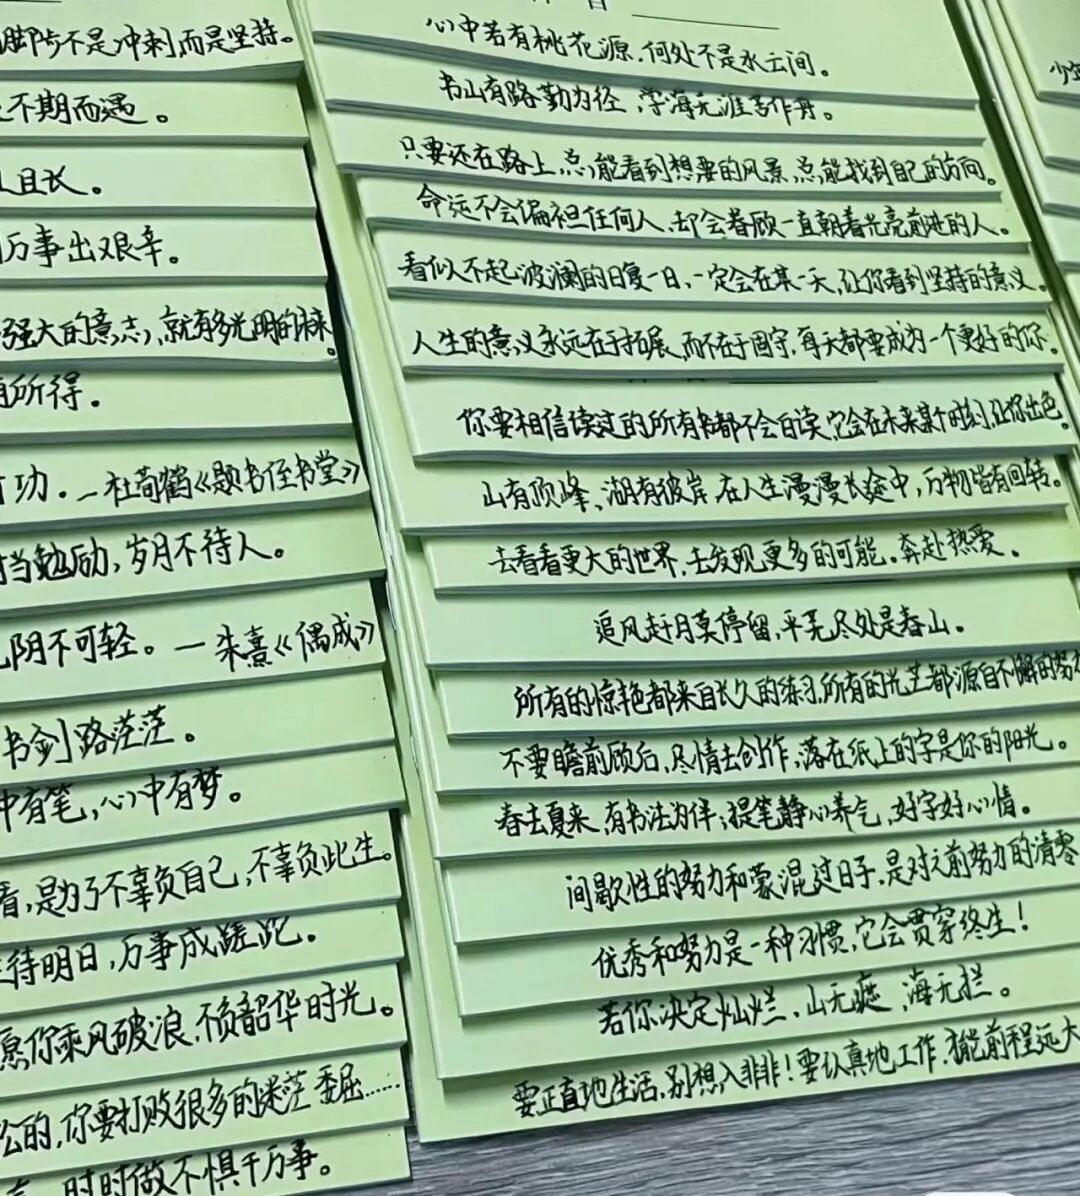 脚步不是冲刺,而是坚持。
不期而遇。
且长。
万事出艰辛。
强大的意志,就有多光明的未来。
有所得。
功。—杜荀鹤《题书侄书堂》
当勉励,岁月不待人。
阴不可轻。—朱熹《偶成》
书剑路茫茫。
中有笔,心中有梦。
看,是为了不辜负自己,不辜负此生。
待明日,万事成蹉跎。
愿你乘风破浪,不负韶华时光。
的,你要打败很多的迷茫委屈……
时时做不惧千万事。
心中若有桃花源,何处不是水云间。
书山有路勤为径,学海无涯苦作舟。
只要还在路上,总能看到想要的风景,总能找到自己的方向。
命运不会偏袒任何人,却会眷顾一直朝着光亮前进的人。
看似不起波澜的日复一日,一定会在某一天,让你看到坚持的意义。
人生的意义永远在于拓展,而不在于固守,每天都要成为一个更好的你。
你要相信读过的所有书都不会白读,它会在未来某个时刻,让你出色
山有顶峰、湖有彼岸,在人生漫漫长途中,万物皆有回转。
去看看更大的世界,去发现更多的可能。奔赴热爱。
追风赶月莫停留,平芜尽处是春山。
所有的惊艳都来自长久的练习,所有的光芒都源自不懈的努力
不要瞻前顾后,尽情去创作,落在纸上的字是你的阳光。
春去夏来,有书法为伴;提笔静心养气,好字好心情。
间歇性的努力和蒙混过日子,是对之前努力的清零
优秀和努力是一种习惯,它会贯穿终生!
若你决定灿烂,山无遮,海无拦。
要正直地生活,别想入非非!要认真地工作,才能前程远大
少